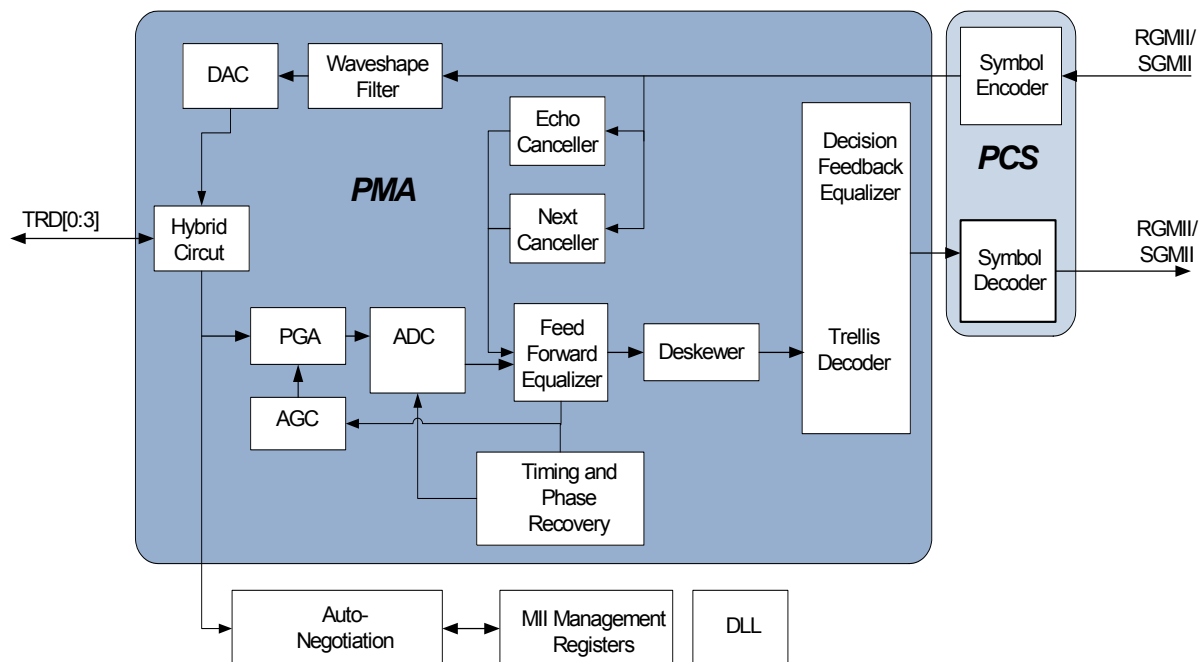 DAC
Waveshape
Filter
Symbol
Encoder
RGMII/
SGMII
Echo
Canceller
PMA
PCS
Decision
Feedback
Equalizer
TRD[0:3]
Hybrid
Circut
Next
Canceller
Symbol
Decoder
RGMII/
SGMII
PGA
ADC
Feed
Forward
Equalizer
Deskewer
Trellis
Decoder
AGC
Timing and
Phase
Recovery
Auto-
Negotiation
MII Management
Registers
DLL